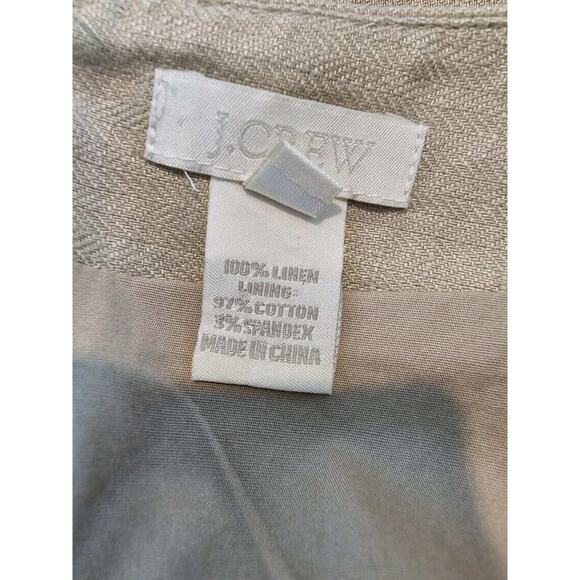 J.CREW
100% LINEN
LINING:
97% COTTON
3% SPANDEX
MADE IN CHINA